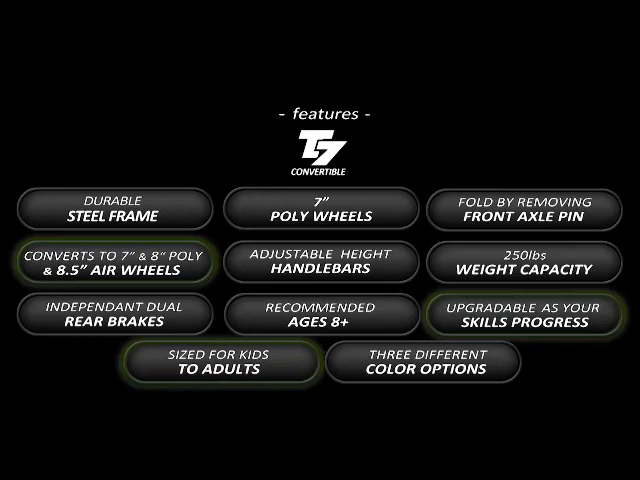 - features -
T7
CONVERTIBLE
DURABLE
STEEL FRAME
7"
POLY WHEELS
FOLD BY REMOVING
FRONT AXLE PIN
CONVERTS TO 7" & 8" POLY
& 8.5" AIR WHEELS
ADJUSTABLE HEIGHT
HANDLEBARS
250lbs
WEIGHT CAPACITY
INDEPENDANT DUAL
REAR BRAKES
RECOMMENDED
AGES 8+
UPGRADABLE AS YOUR
SKILLS PROGRESS
SIZED FOR KIDS
TO ADULTS
THREE DIFFERENT
COLOR OPTIONS